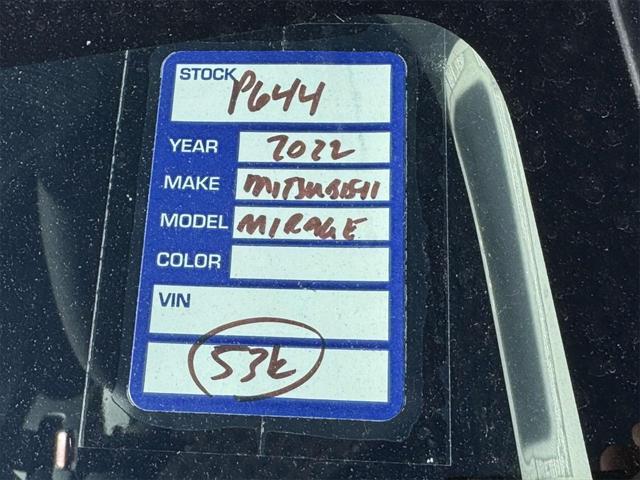 STOCK P644
YEAR 2022
MAKE MITSUBISHI
MODEL MIRAGE
COLOR
VIN
53k